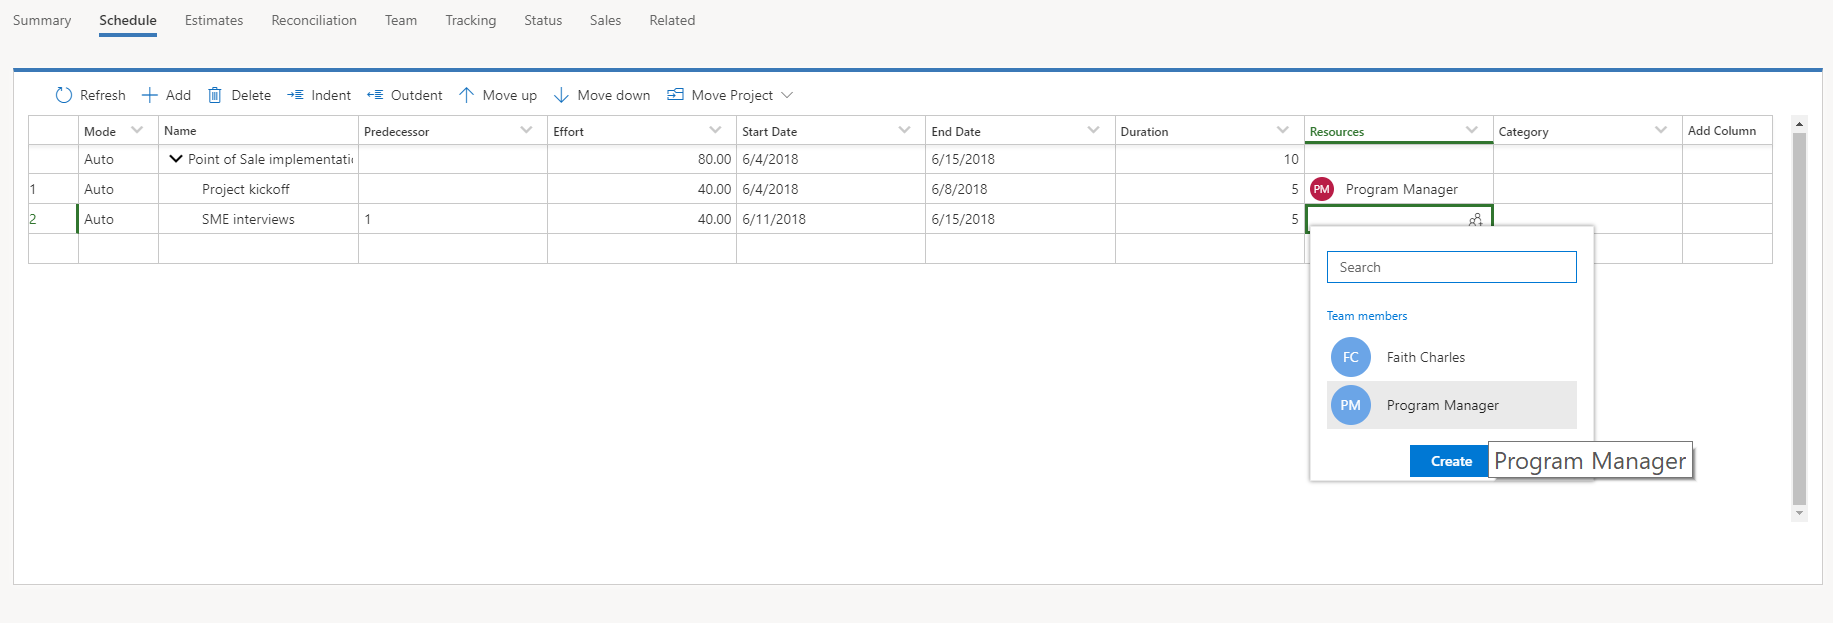 Summary Schedule Estimates Reconciliation Team Tracking Status Sales Related
Refresh Add Delete Indent Outdent Move up Move down Move Project
Mode Name Predecessor Effort Start Date End Date Duration Resources Category Add Column
Auto Point of Sale implementatio 80.00 6/4/2018 6/15/2018 10
1 Auto Project kickoff 40.00 6/4/2018 6/8/2018 5 PM Program Manager
2 Auto SME interviews 1 40.00 6/11/2018 6/15/2018 5
Search
Team members
FC Faith Charles
PM Program Manager
Create Program Manager